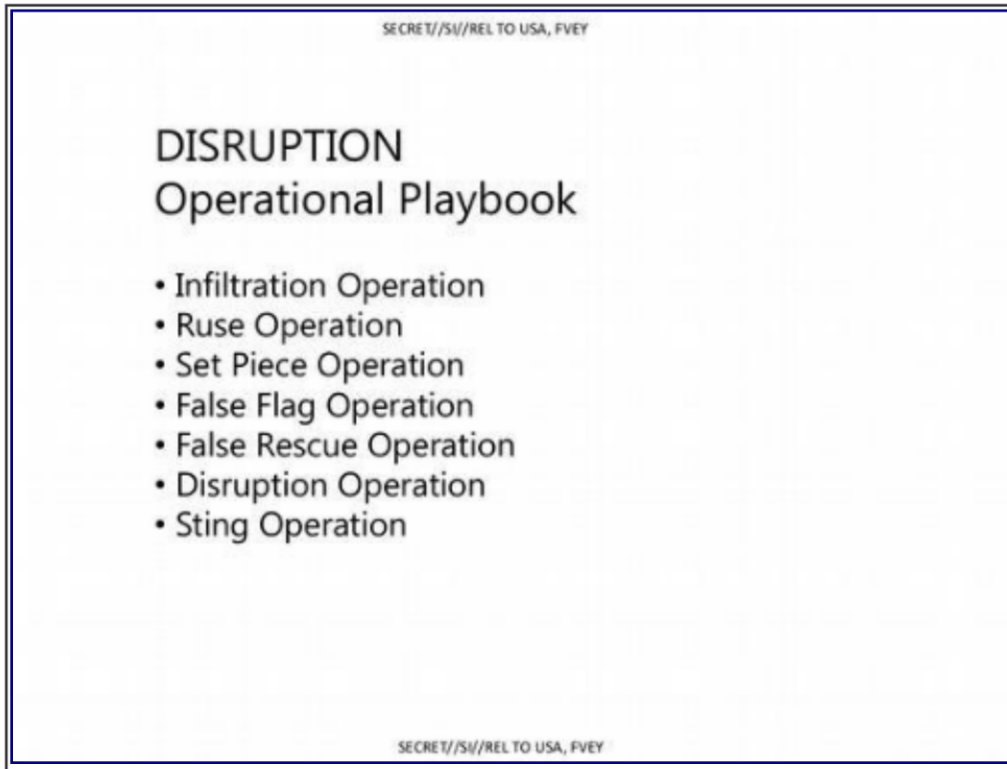 SECRET//SI//REL TO USA, FVEY
DISRUPTION
Operational Playbook
• Infiltration Operation
• Ruse Operation
• Set Piece Operation
• False Flag Operation
• False Rescue Operation
• Disruption Operation
• Sting Operation
SECRET//SI//REL TO USA, FVEY